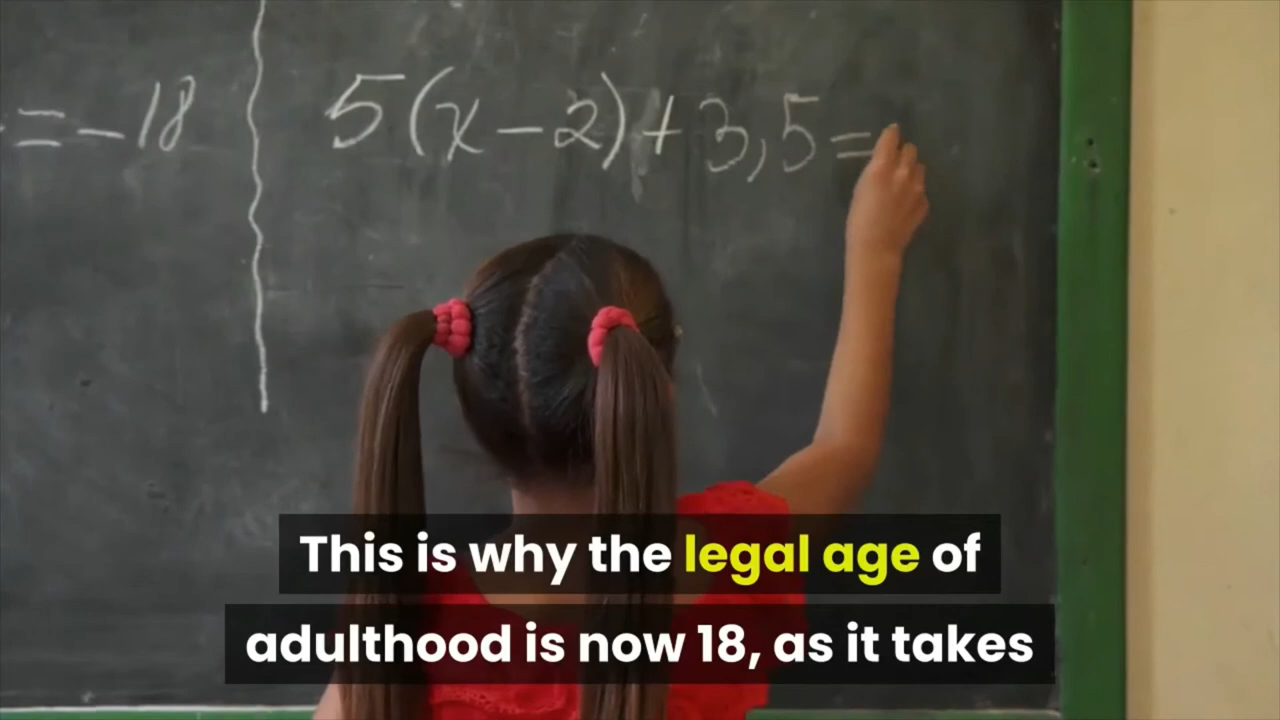 =-18
5(x-2)+3,5=
This is why the legal age of
adulthood is now 18, as it takes